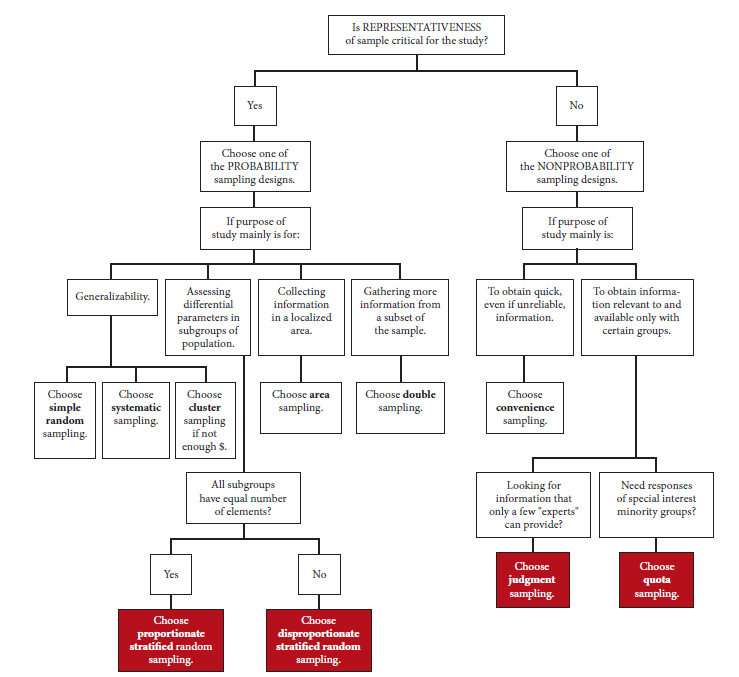 Is REPRESENTATIVENESS
of sample critical for the study?
Yes
No
Choose one of
the PROBABILITY
sampling designs.
Choose one of
the NONPROBABILITY
sampling designs.
If purpose of
study mainly is for:
If purpose of
study mainly is:
Generalizability.
Assessing
differential
parameters in
subgroups of
population.
Collecting
information
in a localized
area.
Gathering more
information from
a subset of
the sample.
To obtain quick,
even if unreliable,
information.
To obtain informa-
tion relevant to and
available only with
certain groups.
Choose
simple
random
sampling.
Choose
systematic
sampling.
Choose
cluster
sampling
if not
enough $.
Choose area
sampling.
Choose double
sampling.
Choose
convenience
sampling.
All subgroups
have equal number
of elements?
Looking for
information that
only a few "experts"
can provide?
Need responses
of special interest
minority groups?
Yes
No
Choose
judgment
sampling.
Choose
quota
sampling.
Choose
proportionate
stratified random
sampling.
Choose
disproportionate
stratified random
sampling.